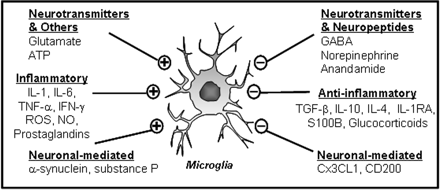 Neurotransmitters
& Others
Glutamate
ATP
Inflammatory
IL-1, IL-6,
TNF-α, IFN-γ
ROS, NO,
Prostaglandins
Neuronal-mediated
α-synuclein, substance P
Microglia
Neurotransmitters
& Neuropeptides
GABA
Norepinephrine
Anandamide
Anti-inflammatory
TGF-β, IL-10, IL-4, IL-1RA,
S100B, Glucocorticoids
Neuronal-mediated
Cx3CL1, CD200